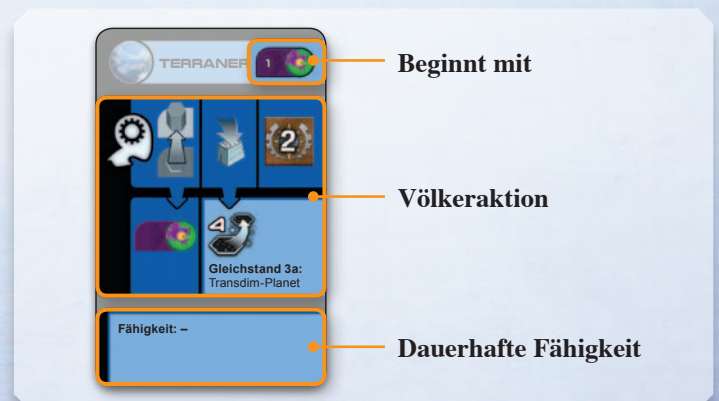 TERRANER
1
Beginnt mit
2
Völkeraktion
4
Gleichstand 3a:
Transdim-Planet
Fähigkeit: –
Dauerhafte Fähigkeit